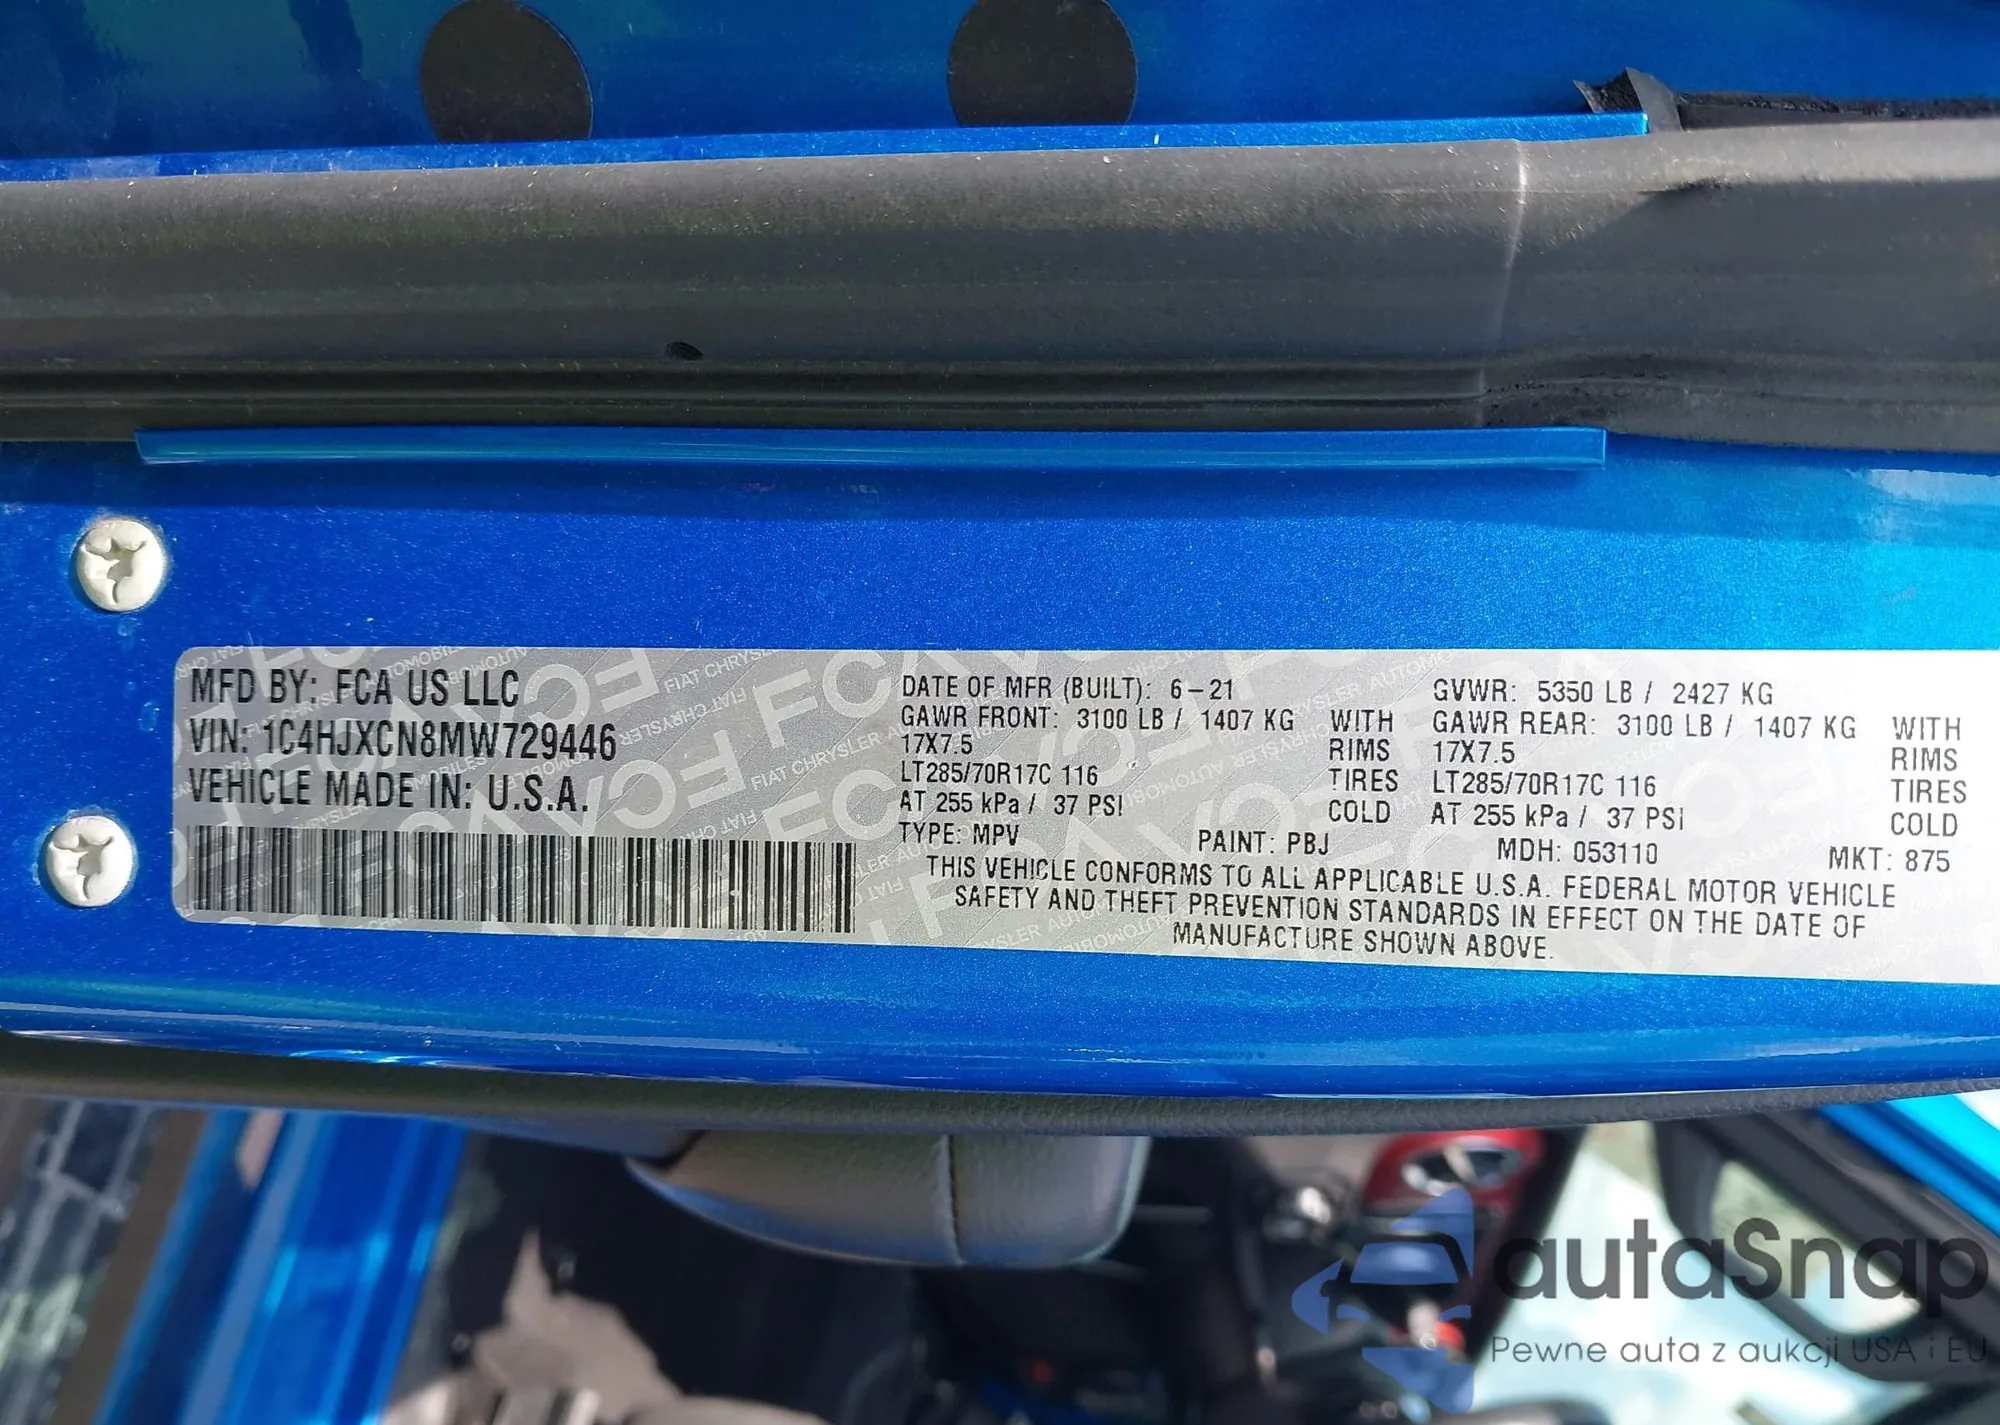 MFD BY: FCA US LLC
VIN: 1C4HJXCN8MW729446
VEHICLE MADE IN: U.S.A.
DATE OF MFR (BUILT): 6-21 GVWR: 5350 LB / 2427 KG
GAWR FRONT: 3100 LB / 1407 KG WITH GAWR REAR: 3100 LB / 1407 KG WITH
17X7.5 RIMS 17X7.5 RIMS
LT285/70R17C 116 TIRES LT285/70R17C 116 TIRES
AT 255 kPa / 37 PSI COLD AT 255 kPa / 37 PSI COLD
TYPE: MPV PAINT: PBJ MDH: 053110 MKT: 875
THIS VEHICLE CONFORMS TO ALL APPLICABLE U.S.A. FEDERAL MOTOR VEHICLE
SAFETY AND THEFT PREVENTION STANDARDS IN EFFECT ON THE DATE OF
MANUFACTURE SHOWN ABOVE.
autaSnap
Pewne auta z aukcji USA i EU